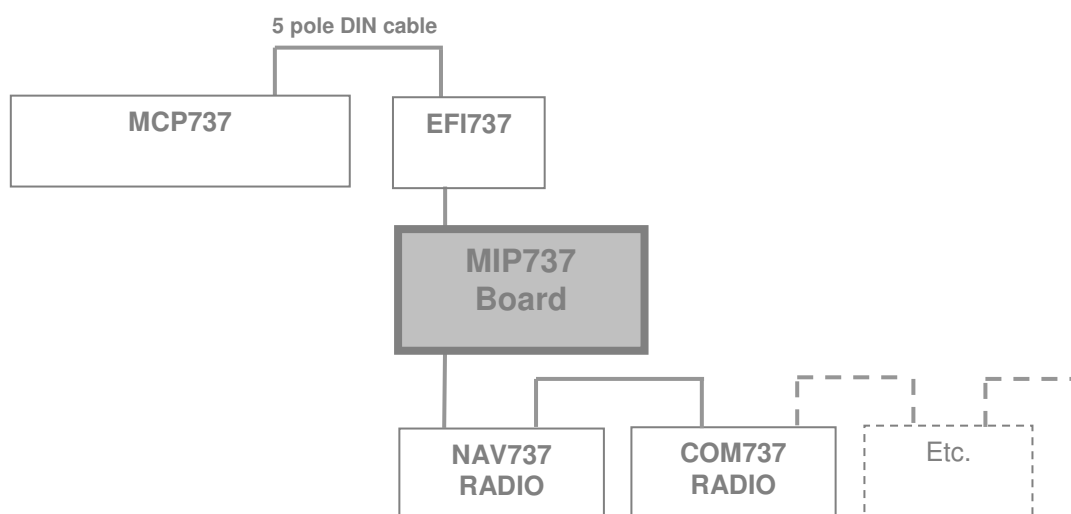 5 pole DIN cable
MCP737
EFI737
MIP737
Board
NAV737
RADIO
COM737
RADIO
Etc.